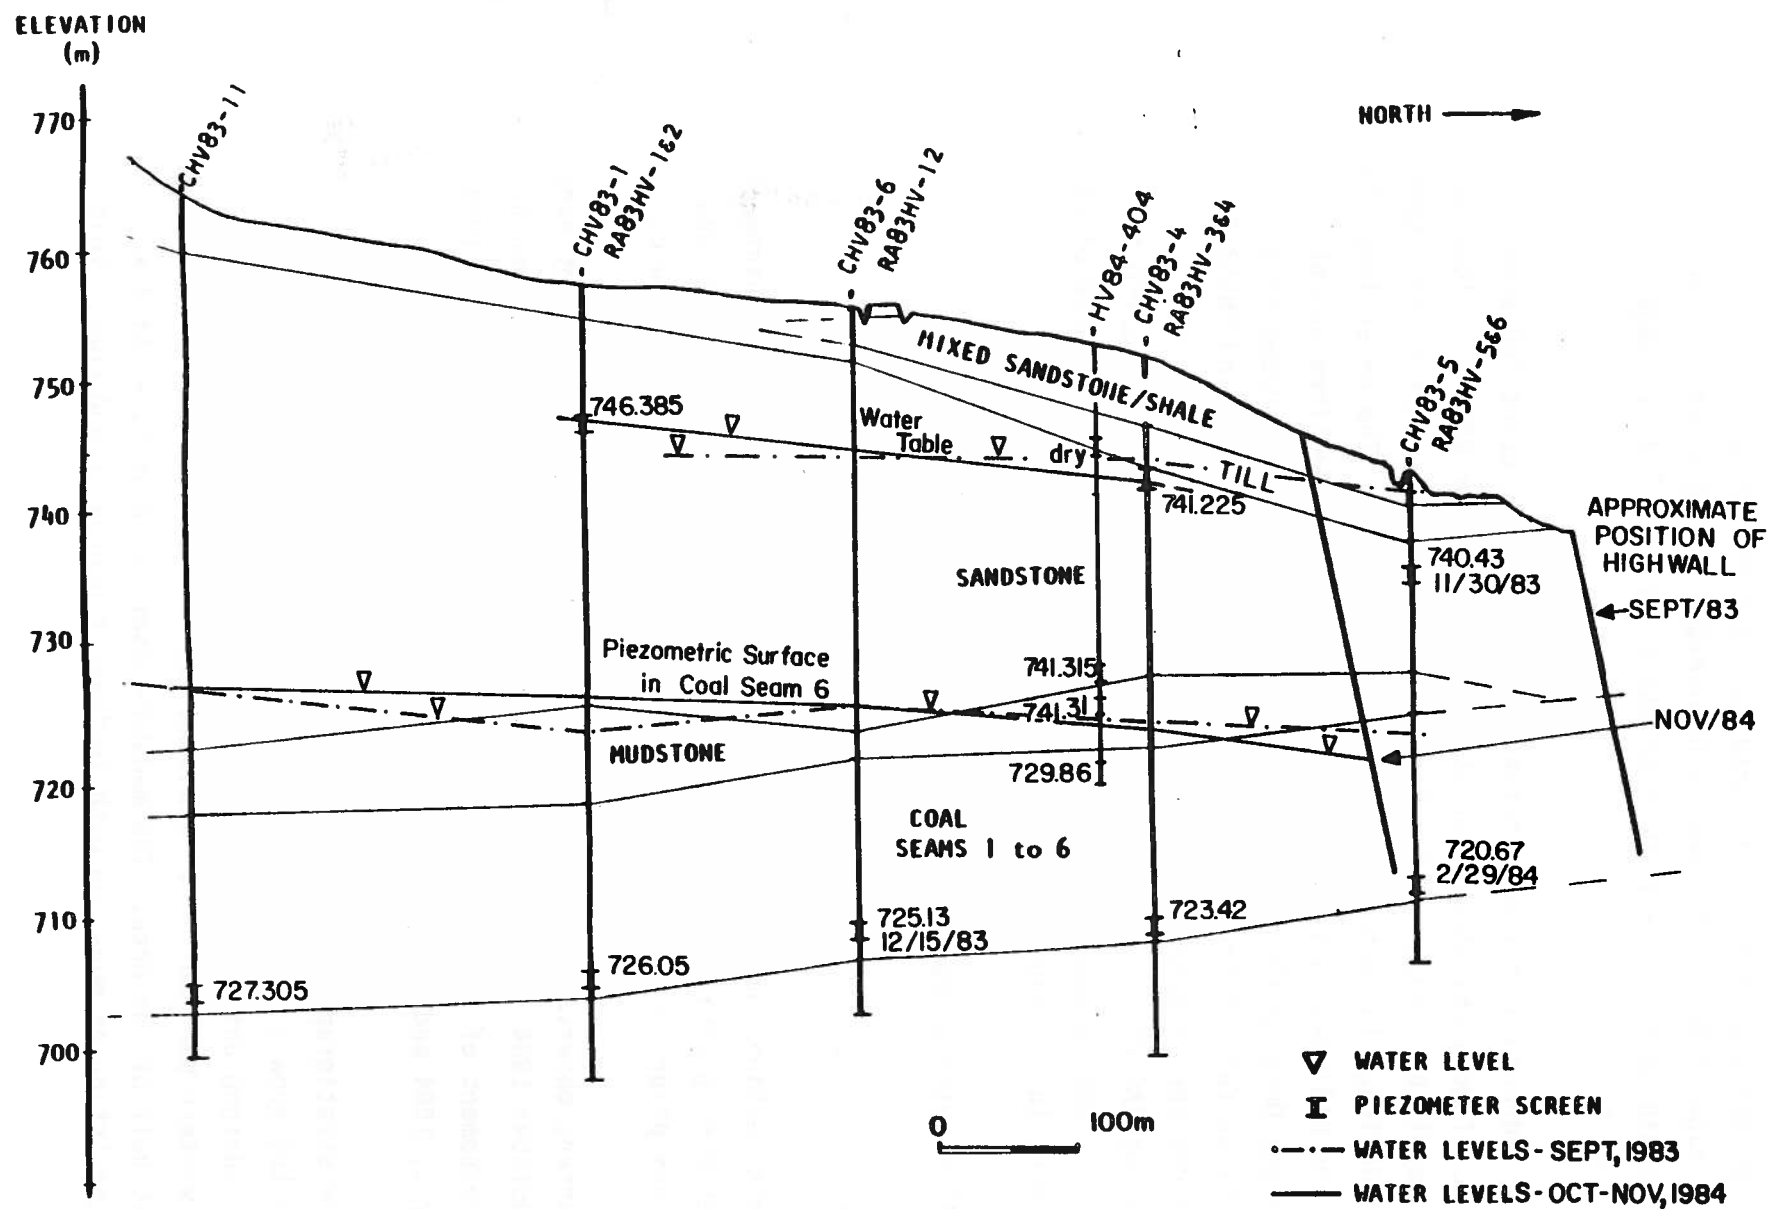 ELEVATION
(m)
770
760
750
740
730
720
710
700
NORTH
CHV83-11
CHV83-1
RA83HV-1&2
CHV83-6
RA83HV-12
HV84-404
CHV83-4
RA83HV-3&4
CHV83-5
RA83HV-5&6
MIXED SANDSTONE/SHALE
746.385
Water
Table
dry
TILL
741.225
APPROXIMATE
POSITION OF
HIGHWALL
SANDSTONE
740.43
11/30/83
SEPT/83
Piezometric Surface
in Coal Seam 6
741.315
741.31
NOV/84
MUDSTONE
729.86
COAL
SEAMS 1 to 6
720.67
2/29/84
725.13
12/15/83
723.42
726.05
727.305
WATER LEVEL
PIEZOMETER SCREEN
WATER LEVELS-SEPT,1983
WATER LEVELS-OCT-NOV,1984
0 100m